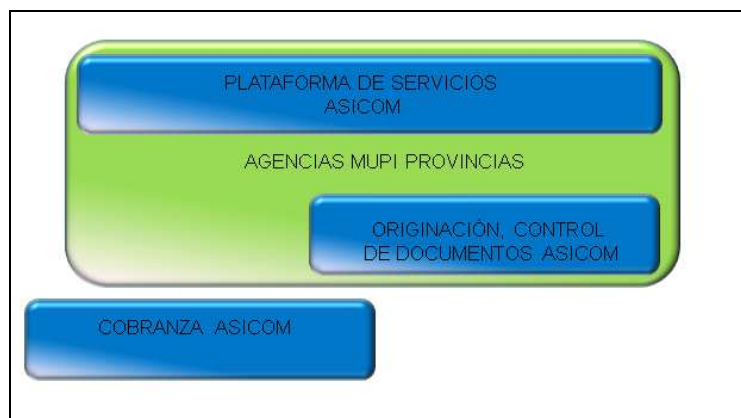 PLATAFORMA DE SERVICIOS
ASICOM
AGENCIAS MUPI PROVINCIAS
ORIGINACIÓN, CONTROL
DE DOCUMENTOS ASICOM
COBRANZA ASICOM